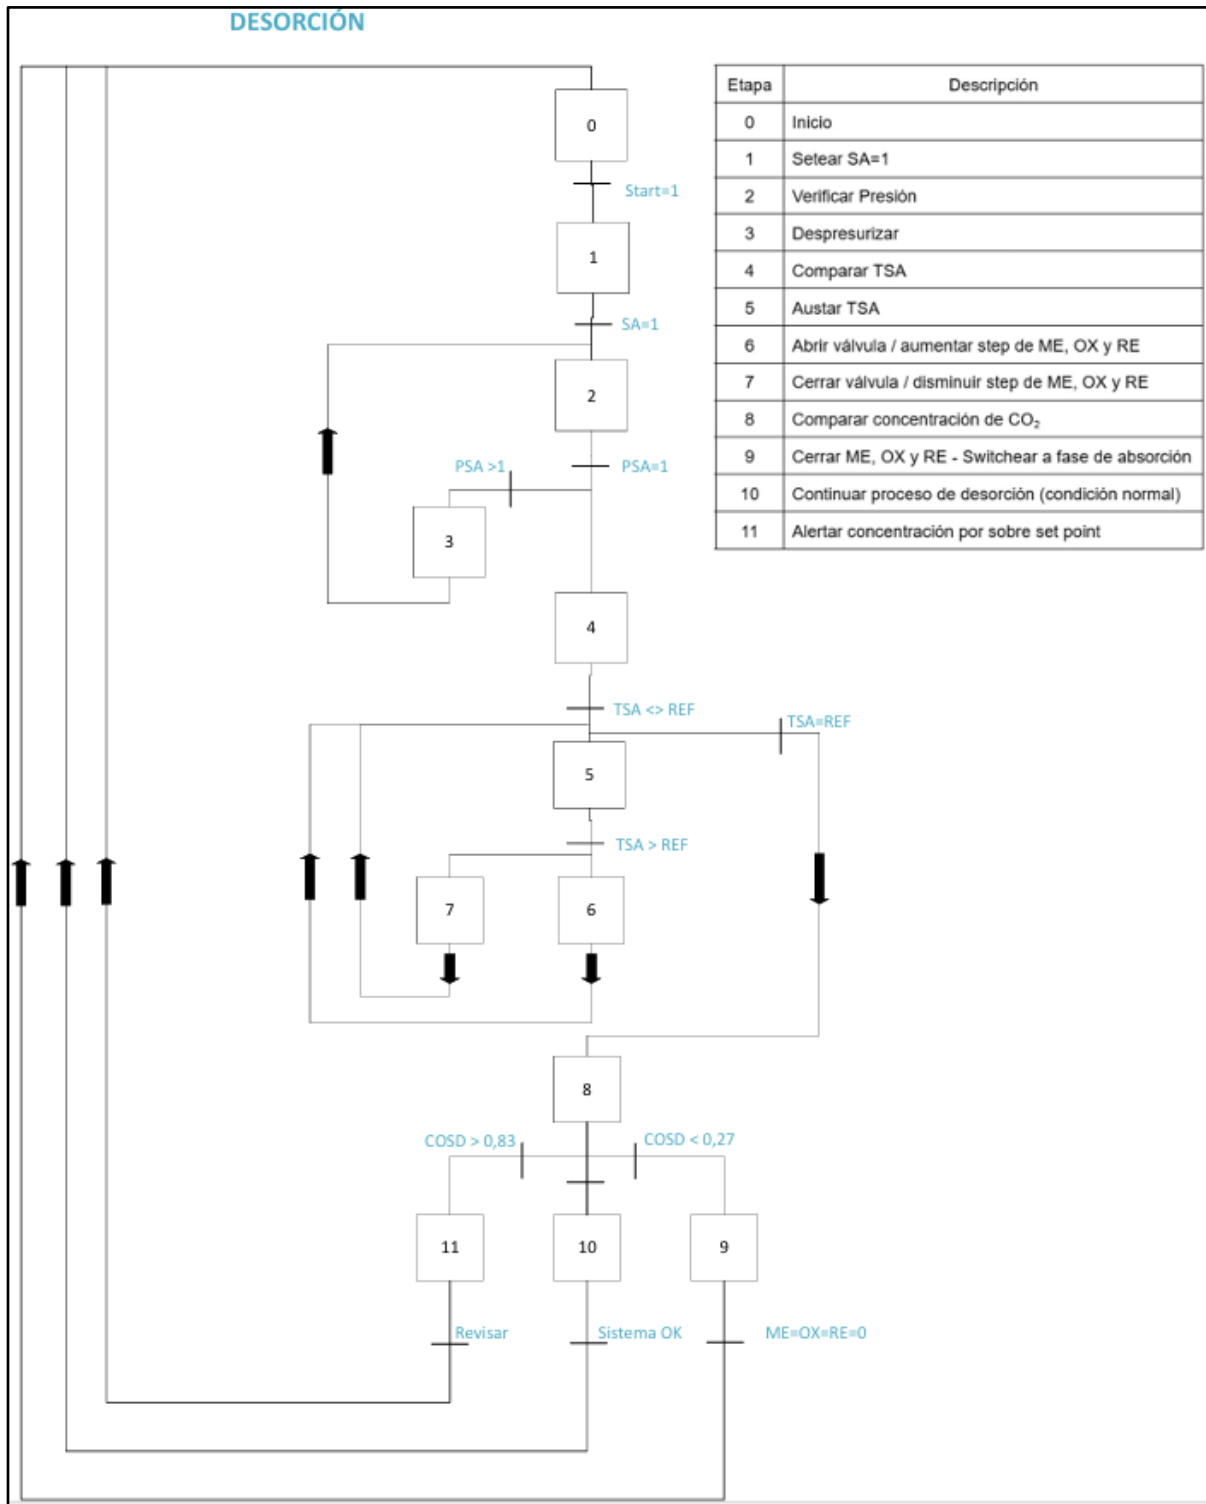 DESORCIÓN
Etapa Descripción
0 Inicio
1 Setear SA=1
2 Verificar Presión
3 Despresurizar
4 Comparar TSA
5 Austar TSA
6 Abrir válvula / aumentar step de ME, OX y RE
7 Cerrar válvula / disminuir step de ME, OX y RE
8 Comparar concentración de CO₂
9 Cerrar ME, OX y RE - Switchear a fase de absorción
10 Continuar proceso de desorción (condición normal)
11 Alertar concentración por sobre set point
0
Start=1
1
SA=1
2
PSA >1 PSA=1
3
4
TSA <> REF TSA=REF
5
TSA > REF
7 6
8
COSD > 0,83 COSD < 0,27
11 10 9
Revisar Sistema OK ME=OX=RE=0